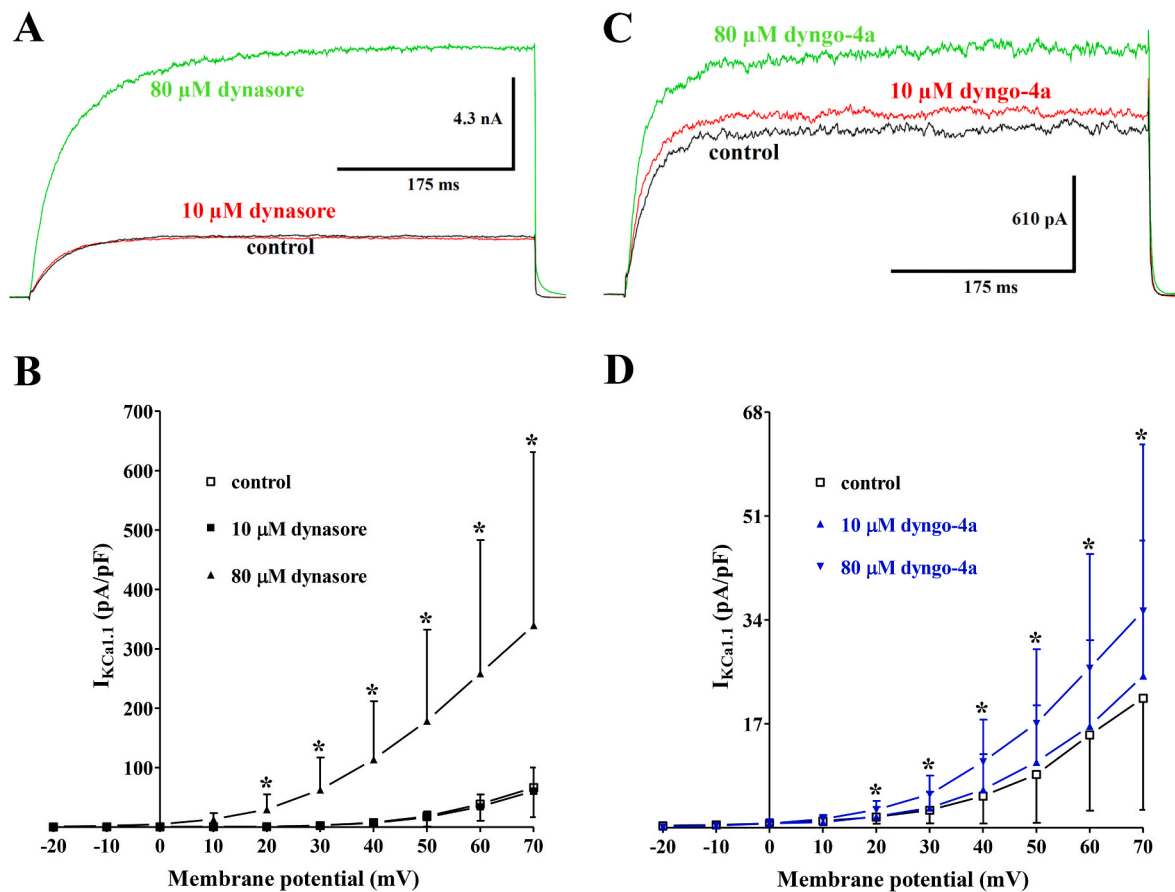 A
80 µM dynasore
4.3 nA
175 ms
10 µM dynasore
control
C
80 µM dyngo-4a
10 µM dyngo-4a
control
610 pA
175 ms
B
I_KCa1.1 (pA/pF)
700
600
500
400
300
200
100
control
10 µM dynasore
80 µM dynasore
* * * * * *
-20 -10 0 10 20 30 40 50 60 70
Membrane potential (mV)
D
I_KCa1.1 (pA/pF)
68
51
34
17
control
10 µM dyngo-4a
80 µM dyngo-4a
* * * * * *
-20 -10 0 10 20 30 40 50 60 70
Membrane potential (mV)